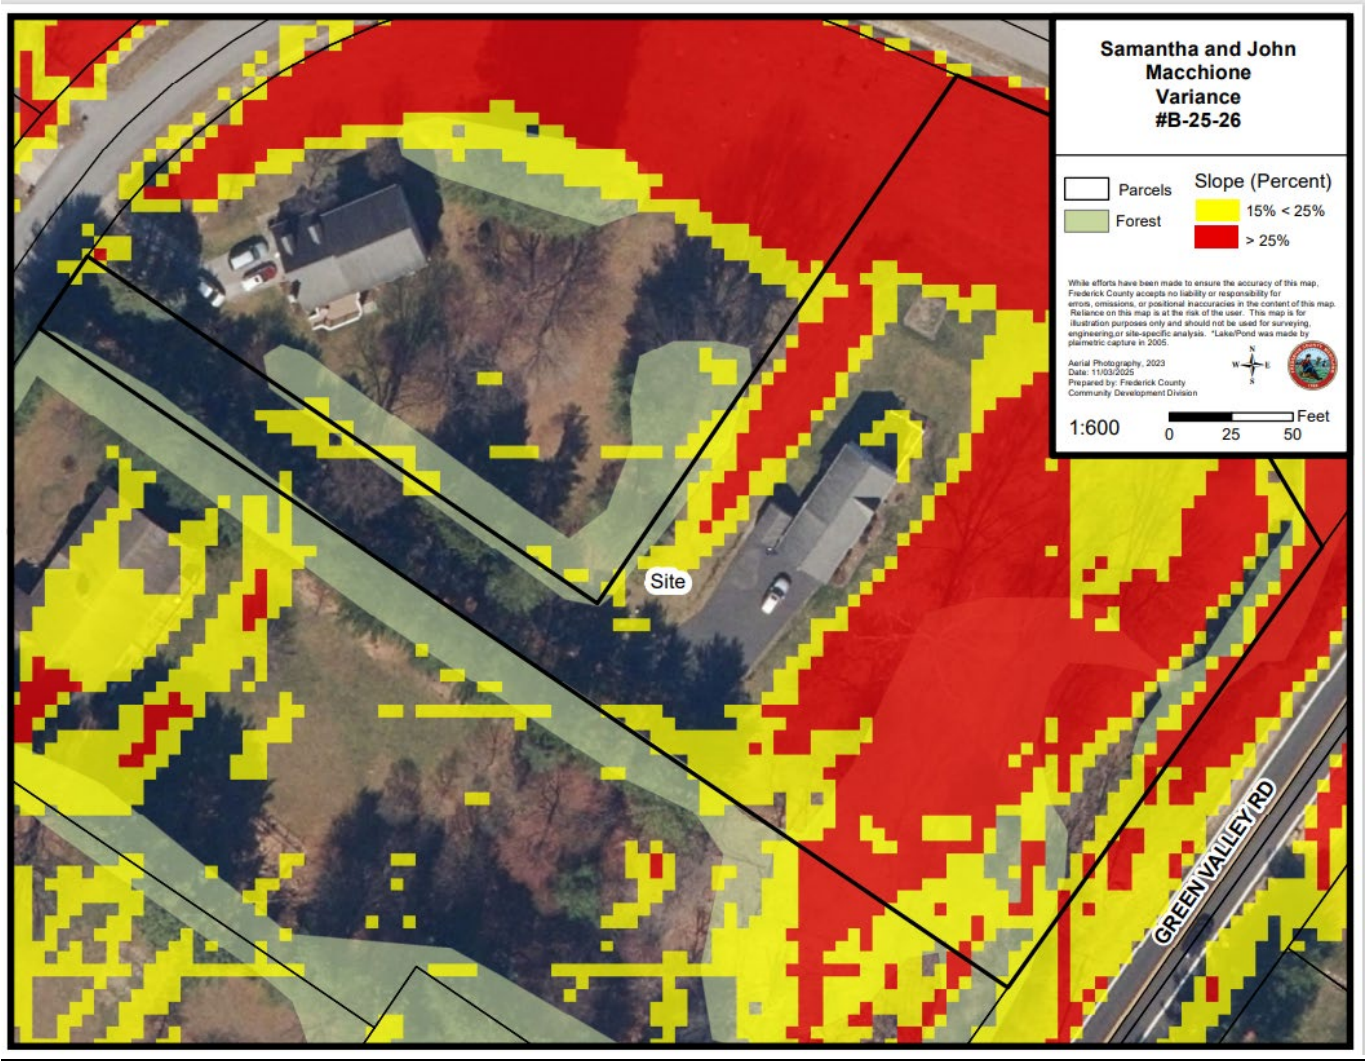 Samantha and John
Macchione
Variance
#B-25-26
Parcels
Forest
Slope (Percent)
15% < 25%
> 25%
While efforts have been made to ensure the accuracy of this map,
Frederick County accepts no liability or responsibility for
errors, omissions, or positional inaccuracies in the content of this map.
Reliance on this map is at the risk of the user. This map is for
illustration purposes only and should not be used for surveying,
engineering,or site-specific analysis. *Lake/Pond was made by
plaimetric capture in 2005.
Aerial Photography, 2023
Date: 11/03/2025
Prepared by: Frederick County
Community Development Division
N
W E
S
1:600
Feet
0 25 50
Site
GREEN VALLEY RD